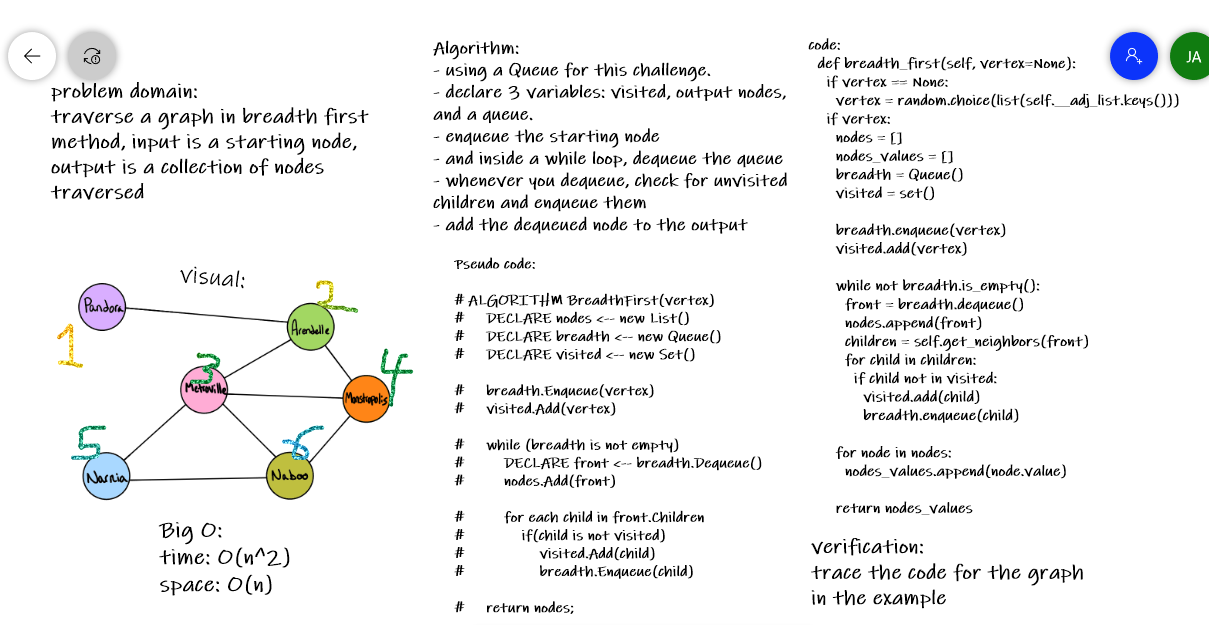 JA
problem domain:
traverse a graph in breadth first
method, input is a starting node,
output is a collection of nodes
traversed
Visual:
Pandora
1
2
Arendelle
3
Metroville
4
Monstropolis
5
Narnia
6
Naboo
Big O:
time: O(n^2)
space: O(n)
Algorithm:
- using a Queue for this challenge.
- declare 3 variables: visited, output nodes,
and a queue.
- enqueue the starting node
- and inside a while loop, dequeue the queue
- whenever you dequeue, check for unvisited
children and enqueue them
- add the dequeued node to the output
Pseudo code:
# ALGORITHM BreadthFirst(vertex)
# DECLARE nodes <-- new List()
# DECLARE breadth <-- new Queue()
# DECLARE visited <-- new Set()
# breadth.Enqueue(vertex)
# visited.Add(vertex)
# while (breadth is not empty)
# DECLARE front <-- breadth.Dequeue()
# nodes.Add(front)
# for each child in front.Children
# if(child is not visited)
# visited.Add(child)
# breadth.Enqueue(child)
# return nodes;
code:
def breadth_first(self, vertex=None):
if vertex == None:
vertex = random.choice(list(self.__adj_list.keys()))
if vertex:
nodes = []
nodes_values = []
breadth = Queue()
visited = set()
breadth.enqueue(vertex)
visited.add(vertex)
while not breadth.is_empty():
front = breadth.dequeue()
nodes.append(front)
children = self.get_neighbors(front)
for child in children:
if child not in visited:
visited.add(child)
breadth.enqueue(child)
for node in nodes:
nodes_values.append(node.value)
return nodes_values
verification:
trace the code for the graph
in the example